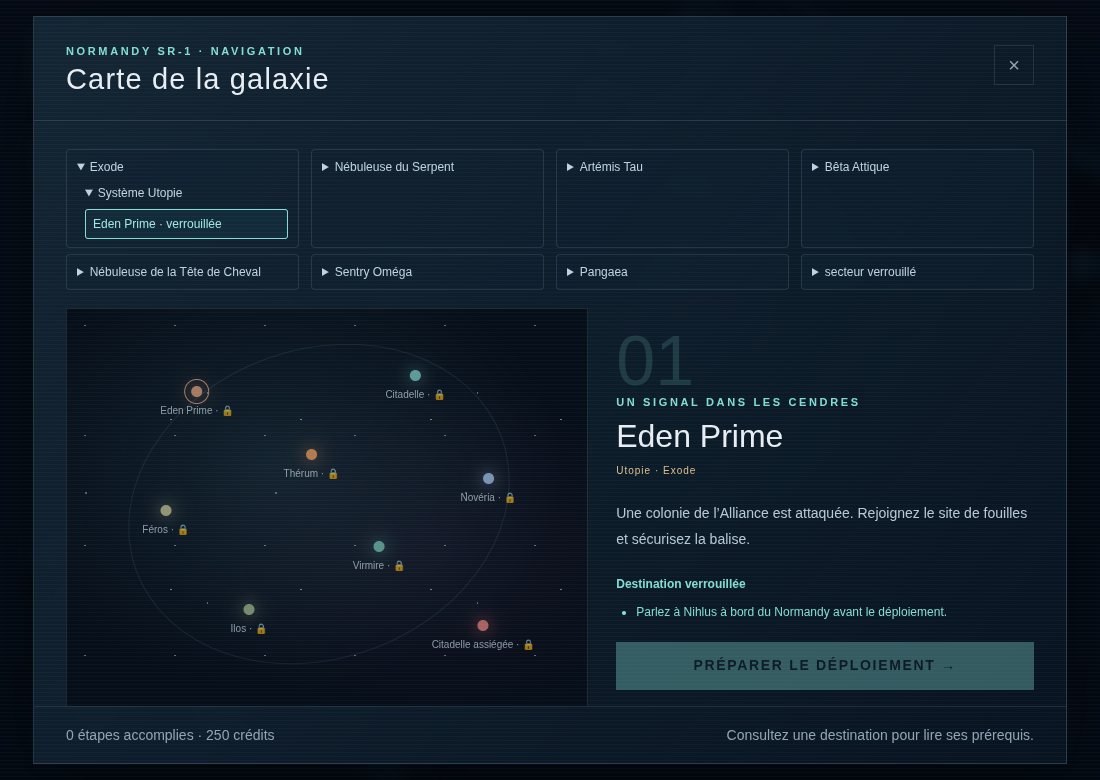 NORMANDY SR-1 · NAVIGATION
Carte de la galaxie
×
▼ Exode
▼ Système Utopie
Eden Prime · verrouillée
▶ Nébuleuse du Serpent
▶ Artémis Tau
▶ Bêta Attique
▶ Nébuleuse de la Tête de Cheval
▶ Sentry Oméga
▶ Pangaea
▶ secteur verrouillé
Eden Prime · 🔒
Citadelle · 🔒
Thérum · 🔒
Novéria · 🔒
Féros · 🔒
Virmire · 🔒
Ilos · 🔒
Citadelle assiégée · 🔒
01
UN SIGNAL DANS LES CENDRES
Eden Prime
Utopie · Exode
Une colonie de l’Alliance est attaquée. Rejoignez le site de fouilles
et sécurisez la balise.
Destination verrouillée
• Parlez à Nihlus à bord du Normandy avant le déploiement.
PRÉPARER LE DÉPLOIEMENT →
0 étapes accomplies · 250 crédits
Consultez une destination pour lire ses prérequis.